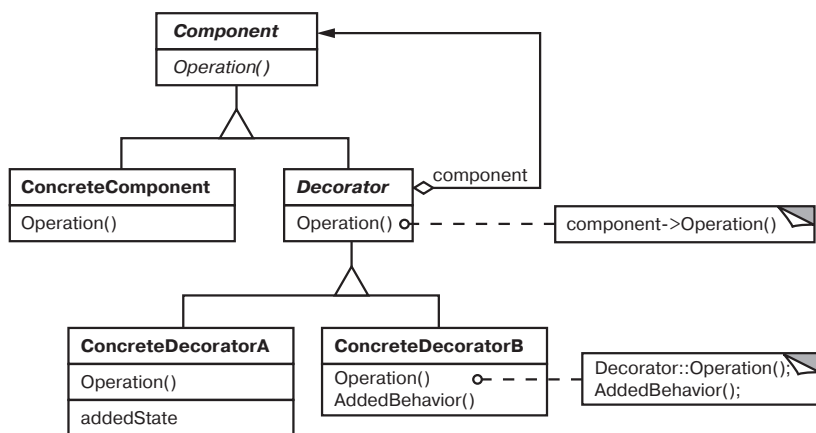 Component
Operation()
ConcreteComponent
Operation()
Decorator
Operation()
component
component->Operation()
ConcreteDecoratorA
Operation()
addedState
ConcreteDecoratorB
Operation()
AddedBehavior()
Decorator::Operation();
AddedBehavior();